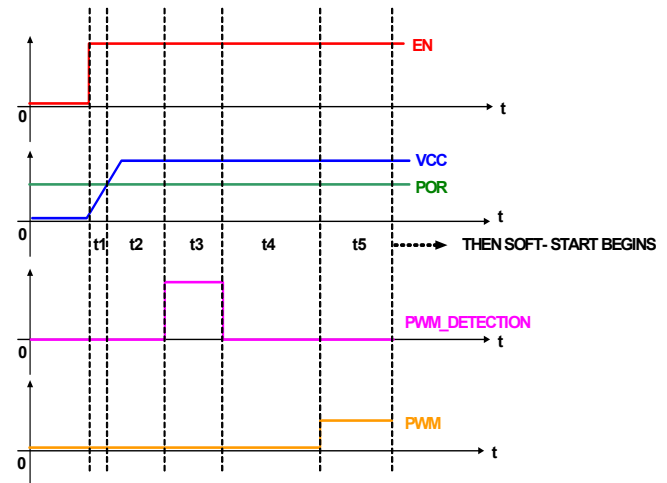 EN
t
0
VCC
POR
t
0
t1 t2 t3 t4 t5 THEN SOFT- START BEGINS
PWM_DETECTION
t
0
PWM
t
0